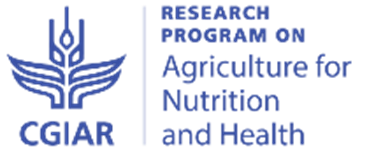 CGIAR
RESEARCH
PROGRAM ON
Agriculture for
Nutrition
and Health